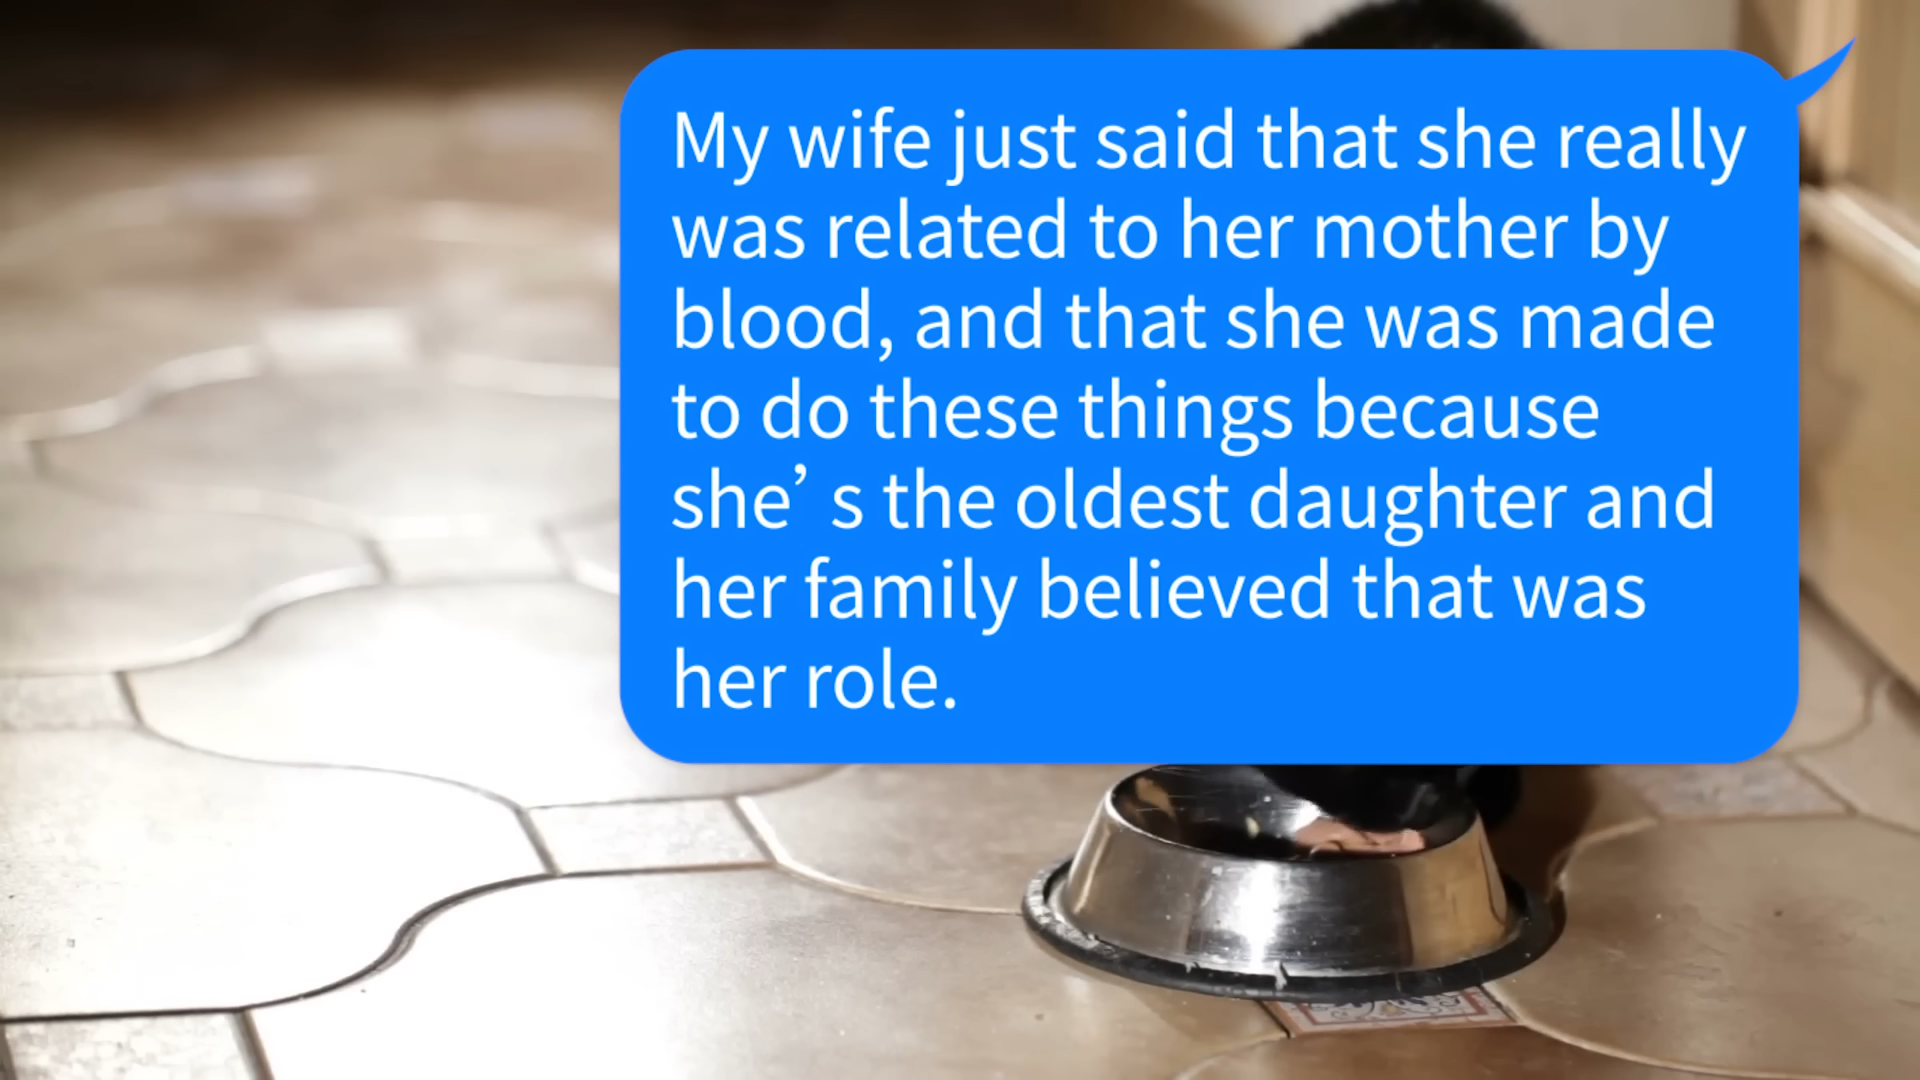 My wife just said that she really
was related to her mother by
blood, and that she was made
to do these things because
she’ s the oldest daughter and
her family believed that was
her role.